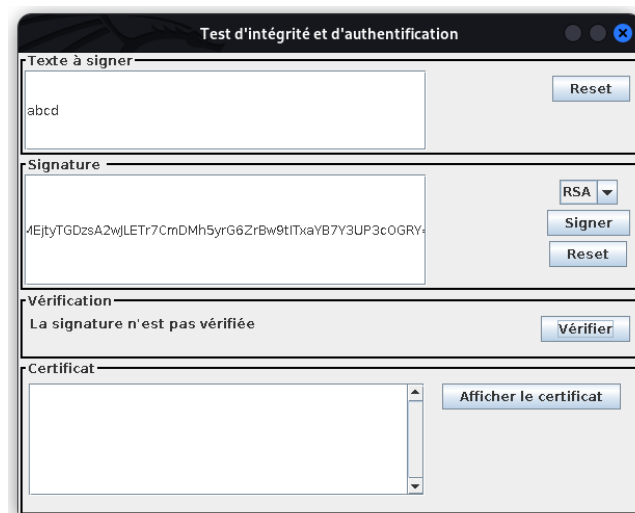 Test d'intégrité et d'authentification
Texte à signer
abcd
Reset
Signature
RSA
Signer
Reset
Vérification
La signature n'est pas vérifiée
Vérifier
Certificat
Afficher le certificat